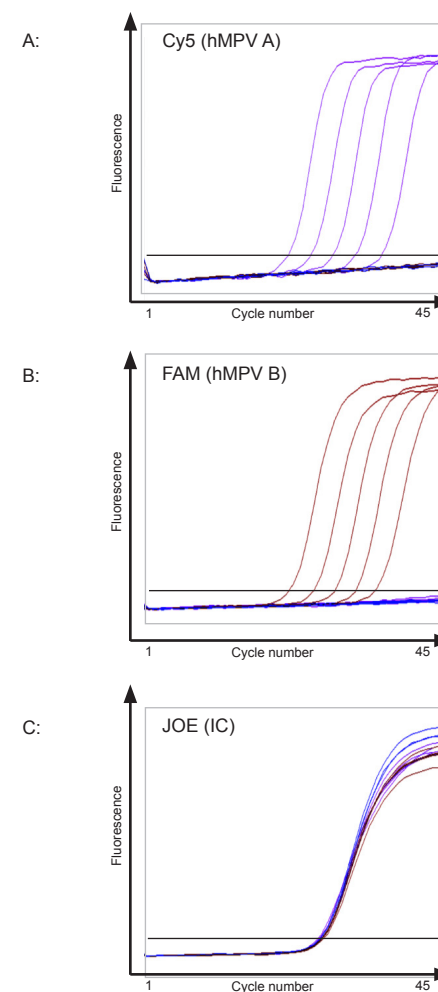 A:
Cy5 (hMPV A)
Fluorescence
1 Cycle number 45
B:
FAM (hMPV B)
Fluorescence
1 Cycle number 45
C:
JOE (IC)
Fluorescence
1 Cycle number 45